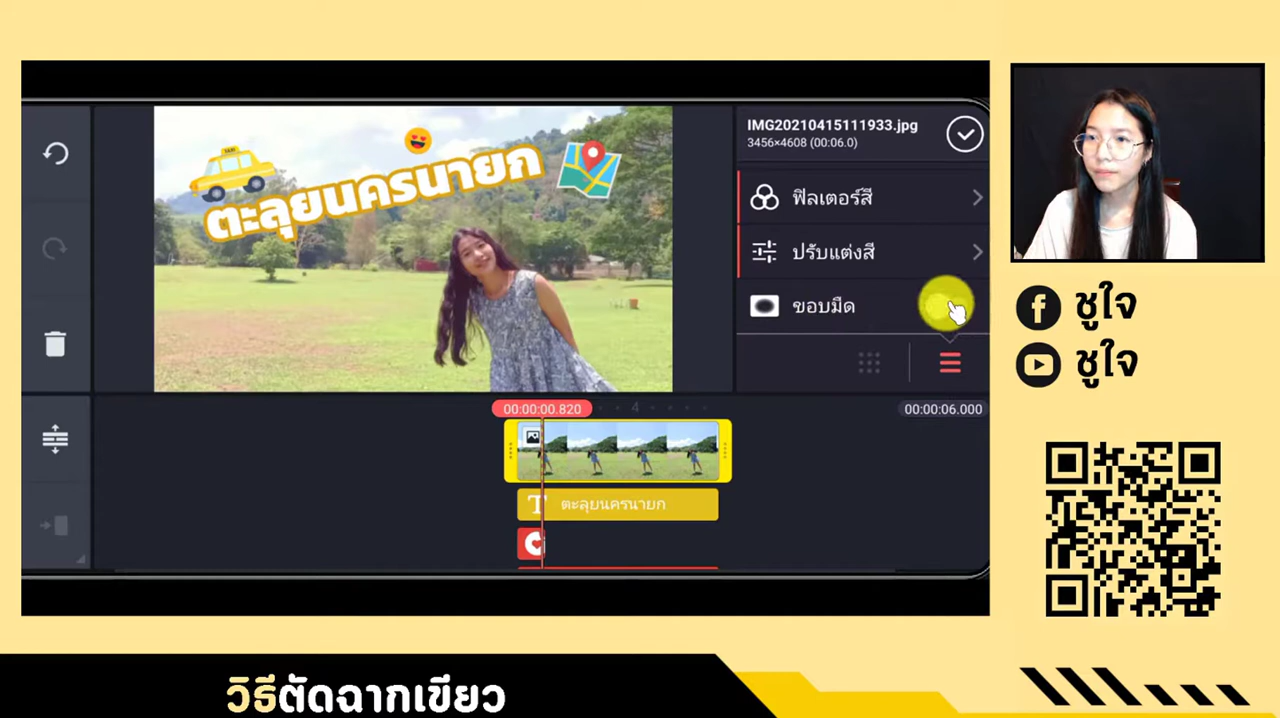 TAXI
ตะลุยนครนายก
IMG20210415111933.jpg
3456×4608 (00:06.0)
ฟิลเตอร์สี
ปรับแต่งสี
ขอบมืด
00:00:00.820
4
00:00:06.000
T ตะลุยนครนายก
ชูใจ
ชูใจ
วิธีตัดฉากเขียว